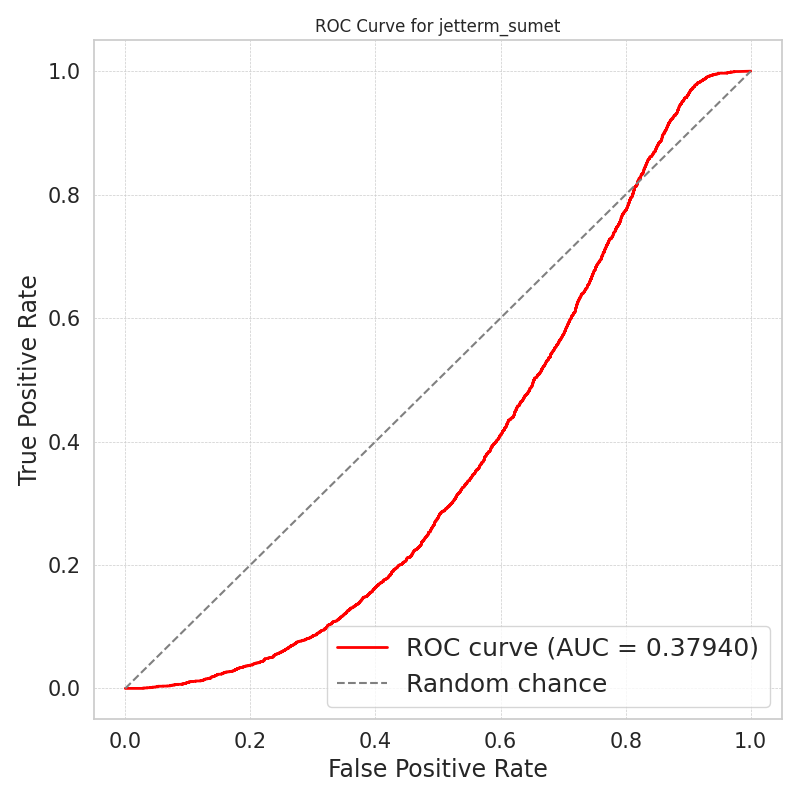 ROC Curve for jetterm_sumet
1.0
0.8
0.6
0.4
0.2
0.0
True Positive Rate
ROC curve (AUC = 0.37940)
Random chance
0.0 0.2 0.4 0.6 0.8 1.0
False Positive Rate